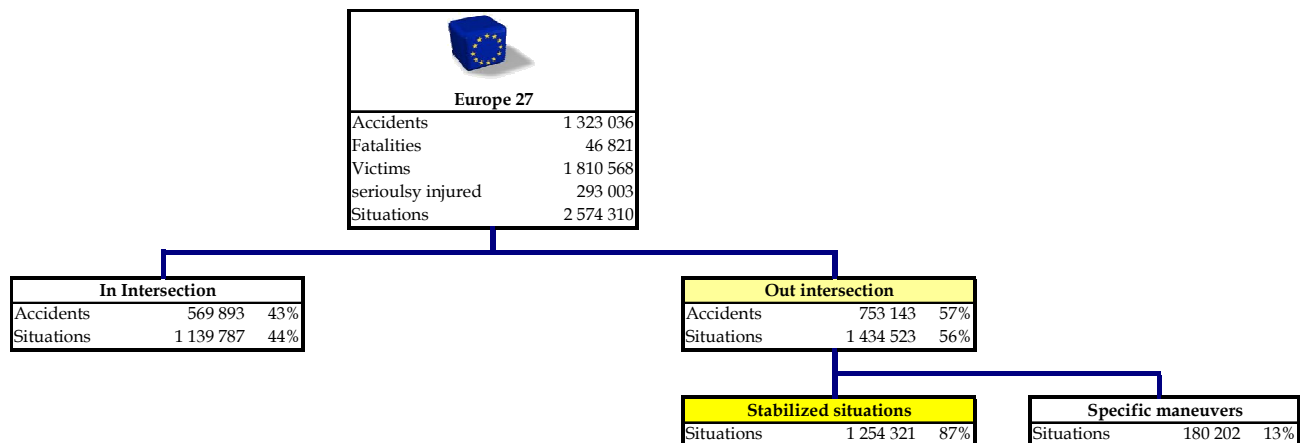 Europe 27
Accidents 1 323 036
Fatalities 46 821
Victims 1 810 568
serioulsy injured 293 003
Situations 2 574 310
In Intersection
Accidents 569 893 43%
Situations 1 139 787 44%
Out intersection
Accidents 753 143 57%
Situations 1 434 523 56%
Stabilized situations
Situations 1 254 321 87%
Specific maneuvers
Situations 180 202 13%